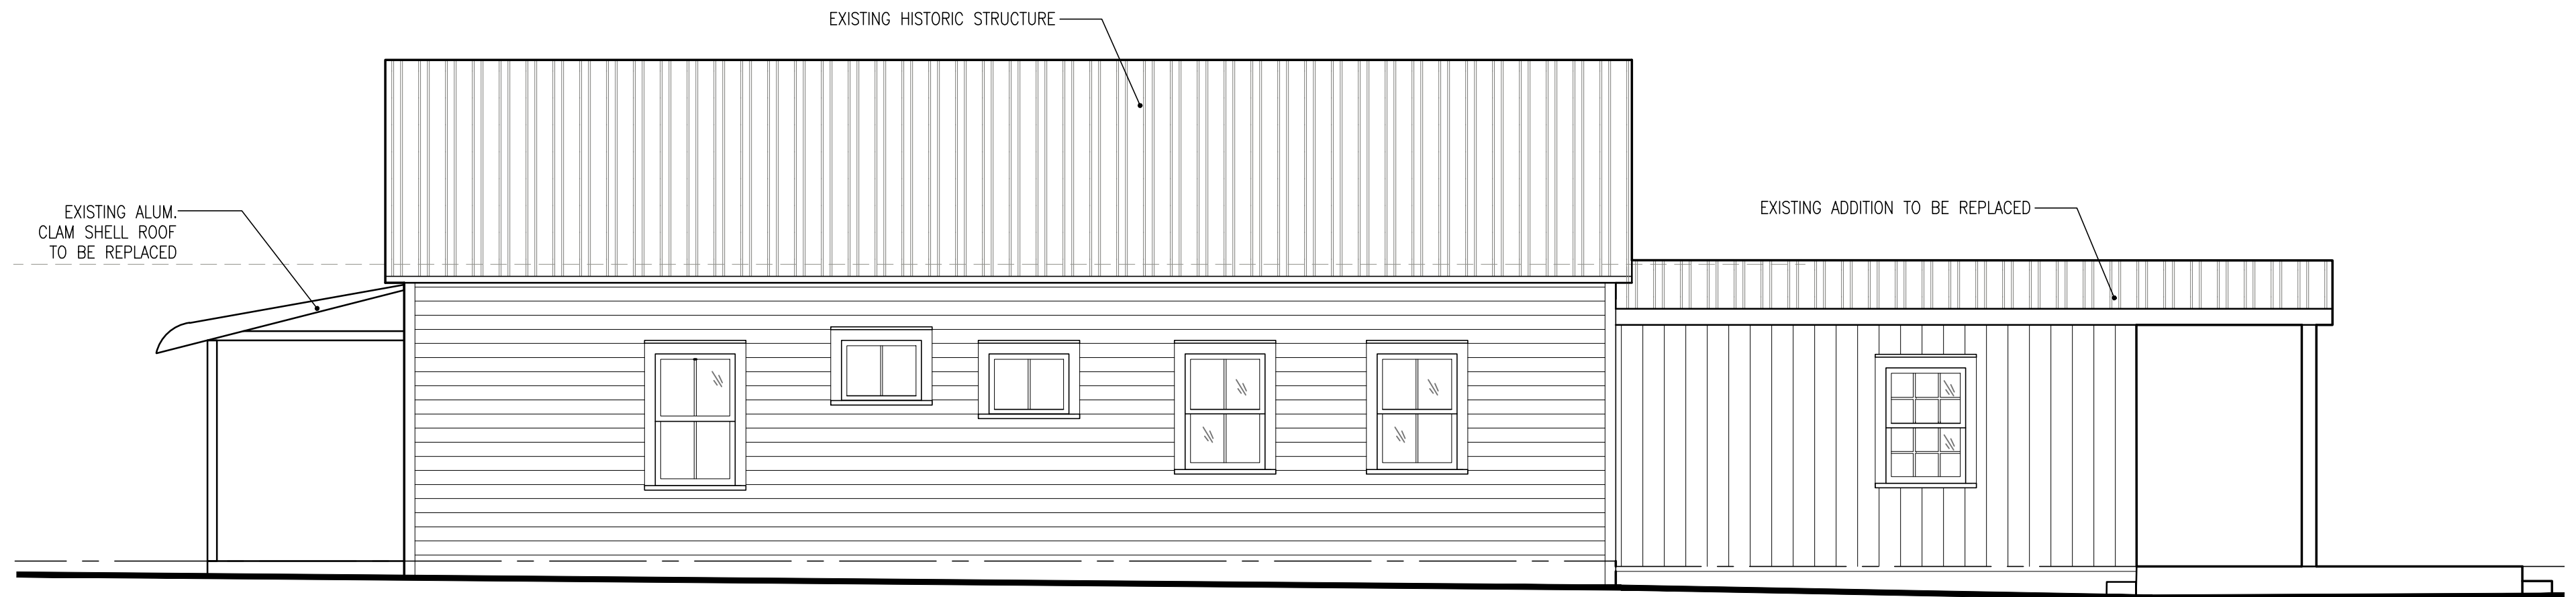 EXISTING HISTORIC STRUCTURE
EXISTING ALUM.
CLAM SHELL ROOF
TO BE REPLACED
EXISTING ADDITION TO BE REPLACED